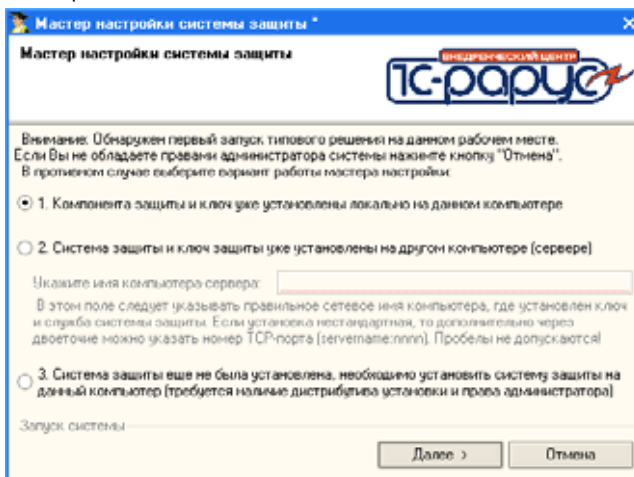 Мастер настройки системы защиты *
Мастер настройки системы защиты
ВНЕДРЕНЧЕСКИЙ ЦЕНТР
1С-рарус
Внимание: Обнаружен первый запуск типового решения на данном рабочем месте.
Если Вы не обладаете правами администратора системы нажмите кнопку "Отмена".
В противном случае выберите вариант работы мастера настройки:
1. Компонента защиты и ключ уже установлены локально на данном компьютере
2. Система защиты и ключ защиты уже установлены на другом компьютере (сервере)
Укажите имя компьютера-сервера:
В этом поле следует указывать правильное сетевое имя компьютера, где установлен ключ
и служба системы защиты. Если установка нестандартная, то дополнительно через
двоеточие можно указать номер TCP-порта (servername:nnnn). Пробелы не допускаются!
3. Система защиты еще не была установлена, необходимо установить систему защиты на
данный компьютер (требуется наличие дистрибутива установки и права администратора)
Запуск системы
Далее > Отмена